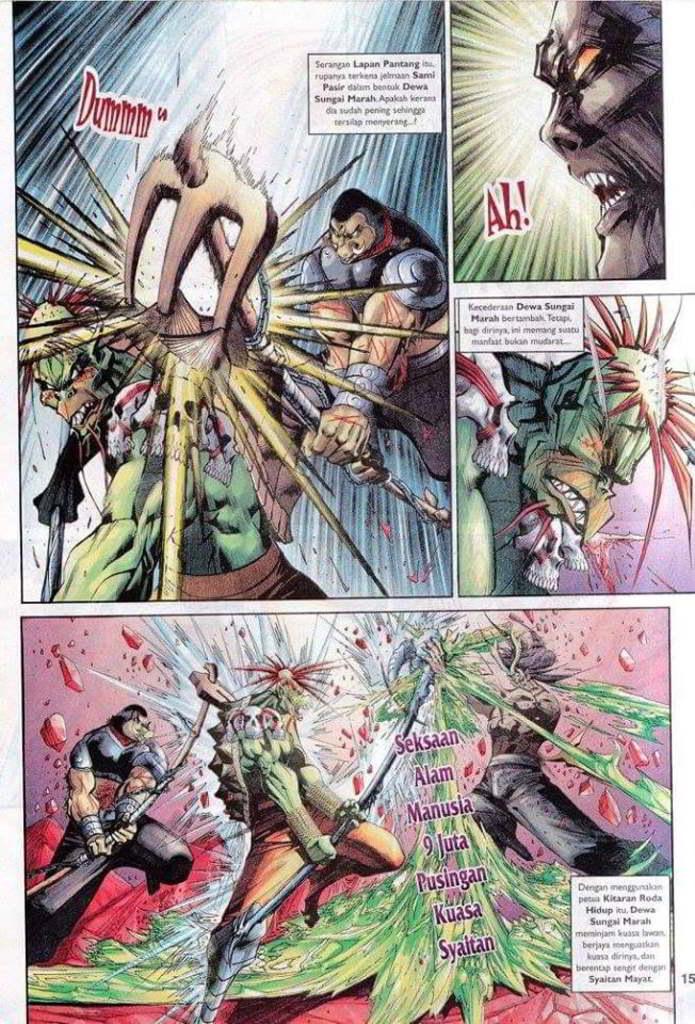 Dummm
Serangan Lapan Pantang itu,
rupanya terkena jelmaan Sami
Pasir dalam bentuk Dewa
Sungai Marah. Apakah kerana
dia sudah pening sehingga
tersilap menyerang...?
Ah!
Kecederaan Dewa Sungai
Marah bertambah. Tetapi,
bagi dirinya, ini memang suatu
manfaat bukan mudarat....
Seksaan
Alam
Manusia
9 Juta
Pusingan
Kuasa
Syaitan
Dengan menggunakan
petua Kitaran Roda
Hidup itu, Dewa
Sungai Marah
meminjam kuasa lawan,
berjaya menguatkan
kuasa dirinya, dan
berentap sengit dengan
Syaitan Mayat.
15